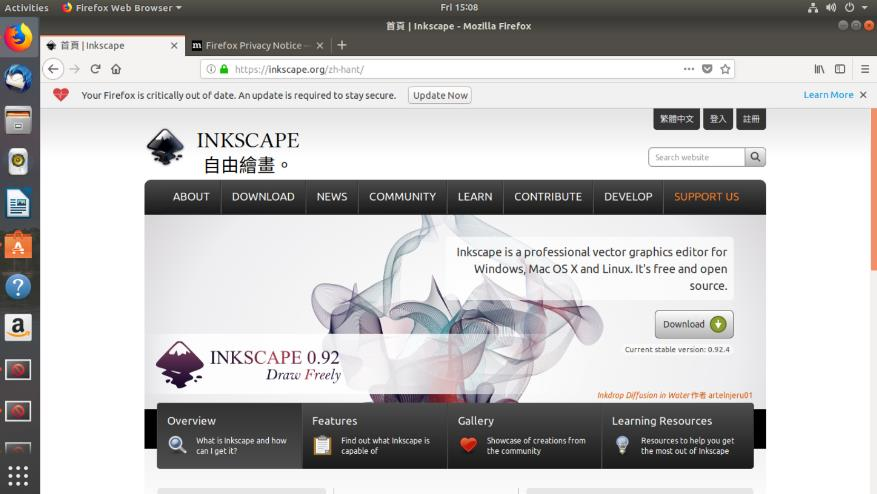 Activities
Firefox Web Browser
Fri 15:08
首頁 | Inkscape - Mozilla Firefox
首頁 | Inkscape
Firefox Privacy Notice —
https://inkscape.org/zh-hant/
Your Firefox is critically out of date. An update is required to stay secure.
Update Now
Learn More
繁體中文
登入
註冊
INKSCAPE
自由繪畫。
Search website
ABOUT
DOWNLOAD
NEWS
COMMUNITY
LEARN
CONTRIBUTE
DEVELOP
SUPPORT US
Inkscape is a professional vector graphics editor for
Windows, Mac OS X and Linux. It's free and open
source.
Download
Current stable version: 0.92.4
INKSCAPE 0.92
Draw Freely
Inkdrop Diffusion in Water 作者 artelnjeru01
Overview
What is Inkscape and how
can I get it?
Features
Find out what Inkscape is
capable of
Gallery
Showcase of creations from
the community
Learning Resources
Resources to help you get
the most out of Inkscape